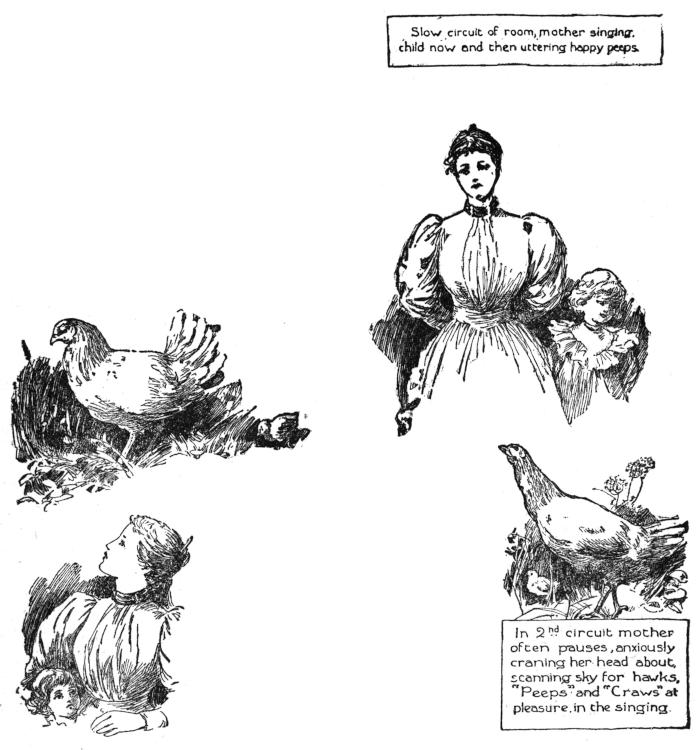 Slow circuit of room, mother singing.
child now and then uttering happy peeps.
In 2nd circuit mother
often pauses, anxiously
craning her head about,
scanning sky for hawks,
"Peeps" and "Craws" at
pleasure, in the singing.